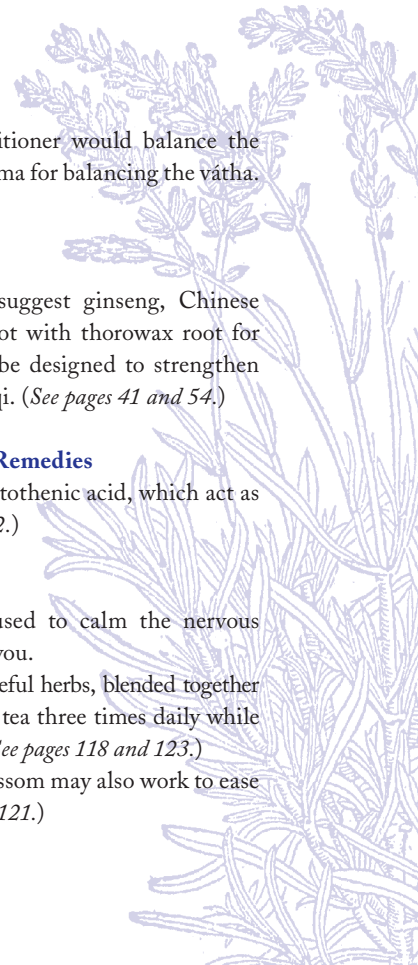 itioner would balance the
ma for balancing the vátha.
suggest ginseng, Chinese
ot with thorowax root for
be designed to strengthen
qi. (See pages 41 and 54.)
Remedies
tothenic acid, which act as
2.)
used to calm the nervous
you.
eful herbs, blended together
tea three times daily while
ee pages 118 and 123.)
ssom may also work to ease
121.)